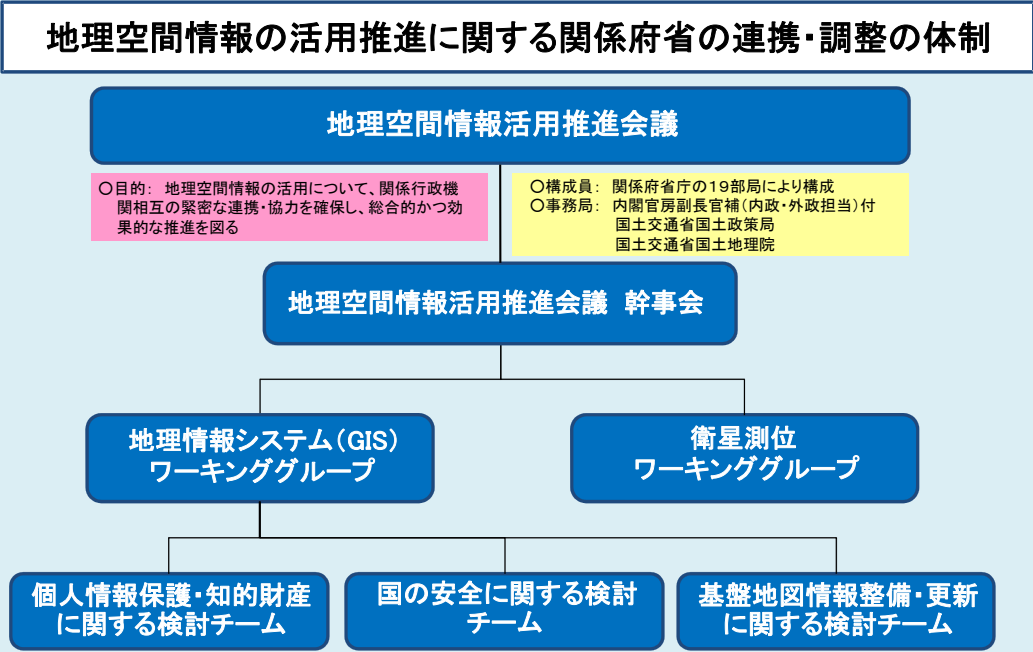 地理空間情報の活用推進に関する関係府省の連携・調整の体制
地理空間情報活用推進会議
○目的： 地理空間情報の活用について、関係行政機
関相互の緊密な連携・協力を確保し、総合的かつ効
果的な推進を図る
○構成員： 関係府省庁の１９部局により構成
○事務局： 内閣官房副長官補（内政・外政担当）付
国土交通省国土政策局
国土交通省国土地理院
地理空間情報活用推進会議 幹事会
地理情報システム（GIS）
ワーキンググループ
衛星測位
ワーキンググループ
個人情報保護・知的財産
に関する検討チーム
国の安全に関する検討
チーム
基盤地図情報整備・更新
に関する検討チーム